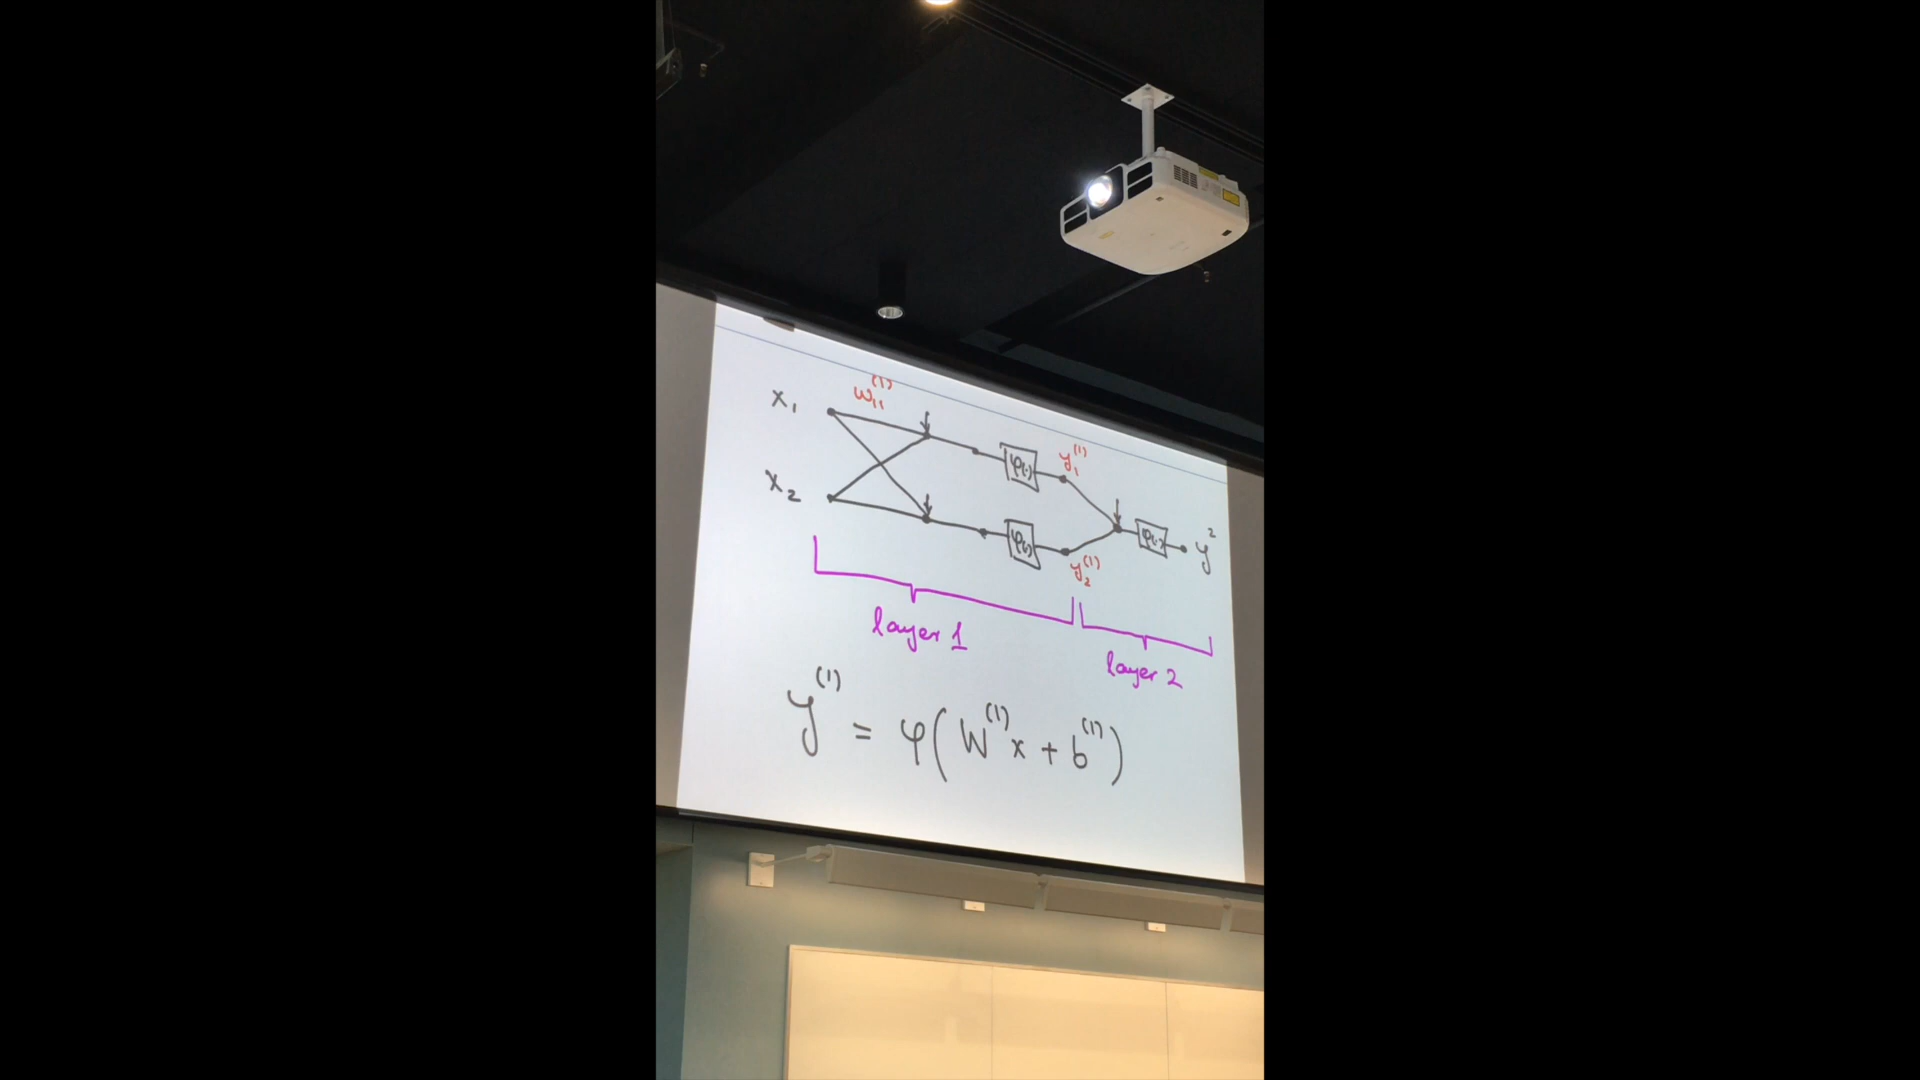 x₁ w₁₁⁽¹⁾
φ(·) y₁⁽¹⁾
x₂
φ(·) y₂⁽¹⁾ φ(·) y²
layer 1
layer 2
y⁽¹⁾ = φ(W⁽¹⁾x + b⁽¹⁾)